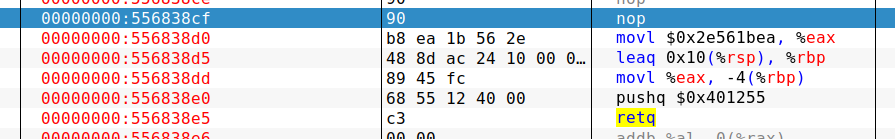 00000000:556838cf 90 nop
00000000:556838d0 b8 ea 1b 56 2e movl $0x2e561bea, %eax
00000000:556838d5 48 8d ac 24 10 00 0… leaq 0x10(%rsp), %rbp
00000000:556838dd 89 45 fc movl %eax, -4(%rbp)
00000000:556838e0 68 55 12 40 00 pushq $0x401255
00000000:556838e5 c3 retq